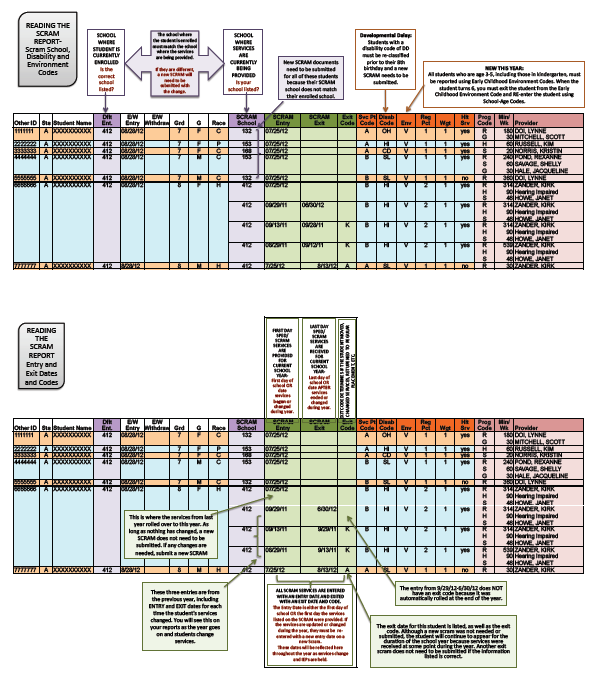 READING THE
SCRAM
REPORT-
Scram School,
Disability and
Environment
Codes
SCHOOL
WHERE
STUDENT IS
CURRENTLY
ENROLLED
Is the
correct
school listed?
The school where
the student is enrolled
must match the school
where the services
are being provided.
If they are different,
a new SCRAM will
need to be
submitted with
the change.
SCHOOL
WHERE
SERVICES
ARE
CURRENTLY
BEING
PROVIDED
Is your school
listed?
New SCRAM documents
need to be submitted
for all of these students
because their SCRAM
school does not match
their enrolled school.
Developmental Delay:
Students with a
disability code of DD
must be re-classified
prior to their 8th
birthday and a new
SCRAM needs to be
submitted.
NEW THIS YEAR:
All students who are age 3-5, including those in kindergarten, must
be reported using Early Childhood Environment Codes. When the
student turns 6, you must exit the student from the Early
Childhood Environment Code and RE-enter the student using
School-Age Codes.
Other ID Sta Student Name Dflt Ent. E/W Entry E/W Withdraw Grd G Race SCRAM School SCRAM Entry SCRAM Exit Exit Code Svc Pt Code Disab Code Env Reg Pct Wgt Hlt Srv Prog Code Min/ Wk Provider
1111111 A XXXXXXXXXX 412 08/28/12 7 F C 132 07/25/12 A OH V 1 1 yes R 180 DOI, LYNNE
G 30 MITCHELL, SCOTT
2222222 A XXXXXXXXXX 412 08/28/12 7 F P 153 07/25/12 A HI V 1 1 yes H 60 RUSSELL, KIM
3333333 A XXXXXXXXXX 412 08/28/12 7 F C 168 07/25/12 A CD V 1 1 yes S 20 NORRIS, KRISTIN
4444444 A XXXXXXXXXX 412 08/28/12 7 M C 153 07/25/12 B SL V 1 1 yes R 240 POND, REXANNE
S 60 SAVAGE, SHELLY
G 30 HALE, JACQUELINE
5555555 A XXXXXXXXXX 412 08/28/12 7 M C 132 07/25/12 B SL V 1 1 no R 360 DOI, LYNNE
6666666 A XXXXXXXXXX 412 08/28/12 8 F H 412 07/25/12 B HI V 2 1 yes R 314 ZANDER, KIRK
H 90 Hearing Impaired
S 46 HOWE, JANET
412 09/29/11 06/30/12 B HI V 2 1 yes R 314 ZANDER, KIRK
H 90 Hearing Impaired
S 46 HOWE, JANET
412 09/13/11 09/28/11 K B HI V 2 1 yes R 314 ZANDER, KIRK
H 90 Hearing Impaired
S 46 HOWE, JANET
412 08/29/11 09/12/11 K B HI V 2 1 yes R 539 ZANDER, KIRK
H 90 Hearing Impaired
S 46 HOWE, JANET
7777777 A XXXXXXXXXX 412 8/28/12 8 M H 412 7/25/12 8/13/12 A A SL V 1 1 no R 30 ZANDER, KIRK
READING
THE
SCRAM
REPORT
Entry and
Exit Dates
and Codes
FIRST DAY
SPED/
SCRAM
SERVICES
ARE
PROVIDED
FOR
CURRENT
SCHOOL
YEAR-
First day of
school OR
date
services
began or
changed
during year.
LAST DAY
SPED/
SCRAM
SERVICES
ARE
RECIEVED FOR
CURRENT
SCHOOL
YEAR-
Last day of
school OR
date AFTER
services
ended or
changed
during year.
Other ID Sta Student Name Dflt Ent. E/W Entry E/W Withdraw Grd G Race SCRAM School SCRAM Entry SCRAM Exit Exit Code Svc Pt Code Disab Code Env Reg Pct Wgt Hlt Srv Prog Code Min/ Wk Provider
1111111 A XXXXXXXXXX 412 08/28/12 7 F C 132 07/25/12 A OH V 1 1 yes R 180 DOI, LYNNE
G 30 MITCHELL, SCOTT
2222222 A XXXXXXXXXX 412 08/28/12 7 F P 153 07/25/12 A HI V 1 1 yes H 60 RUSSELL, KIM
3333333 A XXXXXXXXXX 412 08/28/12 7 F C 168 07/25/12 A CD V 1 1 yes S 20 NORRIS, KRISTIN
4444444 A XXXXXXXXXX 412 08/28/12 7 M C 153 07/25/12 B SL V 1 1 yes R 240 POND, REXANNE
S 60 SAVAGE, SHELLY
G 30 HALE, JACQUELINE
5555555 A XXXXXXXXXX 412 08/28/12 7 M C 132 07/25/12 B SL V 1 1 no R 360 DOI, LYNNE
6666666 A XXXXXXXXXX 412 08/28/12 8 F H 412 07/25/12 B HI V 2 1 yes R 314 ZANDER, KIRK
H 90 Hearing Impaired
S 46 HOWE, JANET
412 09/29/11 6/30/12 B HI V 2 1 yes R 314 ZANDER, KIRK
H 90 Hearing Impaired
S 46 HOWE, JANET
412 09/13/11 9/29/11 K B HI V 2 1 yes R 314 ZANDER, KIRK
H 90 Hearing Impaired
S 46 HOWE, JANET
412 08/29/11 9/13/11 K B HI V 2 1 yes R 539 ZANDER, KIRK
H 90 Hearing Impaired
S 46 HOWE, JANET
7777777 A XXXXXXXXXX 412 8/28/12 8 M H 412 7/25/12 8/13/12 A A SL V 1 1 no R 30 ZANDER, KIRK
This is where the services from last
year rolled over to this year. As
long as nothing has changed, a new
SCRAM does not need to be
submitted. If any changes are
needed, submit a new SCRAM
These three entries are from
the previous year, including
ENTRY and EXIT dates for each
time the student's services
changed. You will see this on
your reports as the year goes
on and students change
services.
ALL SCRAM SERVICES ARE ENTERED
WITH AN ENTRY DATE AND EXITED
WITH AN EXIT DATE AND CODE.
The Entry Date is either the first day of
school OR the first day the services
listed on the SCRAM were provided. If
the services are updated or changed
during the year, they must be re-
entered with a new entry date on a
new Scram.
These dates will be reflected here
throughout the year as services change
and IEPs are held.
The entry from 9/29/12-6/30/12 does NOT
have an exit code because it was
automatically rolled at the end of the year.
The exit date for this student is listed, as well as the exit
code. Although a new scram was not needed or
submitted, the student will continue to appear for the
duration of the school year because services were
received at some point during the year. Another exit
scram does not need to be submitted if the information
listed is correct.